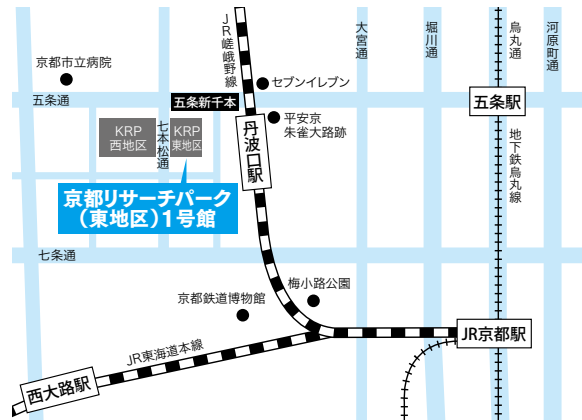 JR嵯峨野線
大宮通
堀川通
烏丸通
河原町通
京都市立病院
セブンイレブン
五条通
五条新千本
五条駅
平安京
朱雀大路跡
KRP
西地区
七本松通
KRP
東地区
丹波口駅
地下鉄烏丸線
京都リサーチパーク
（東地区）1号館
七条通
梅小路公園
京都鉄道博物館
JR京都駅
JR東海道本線
西大路駅